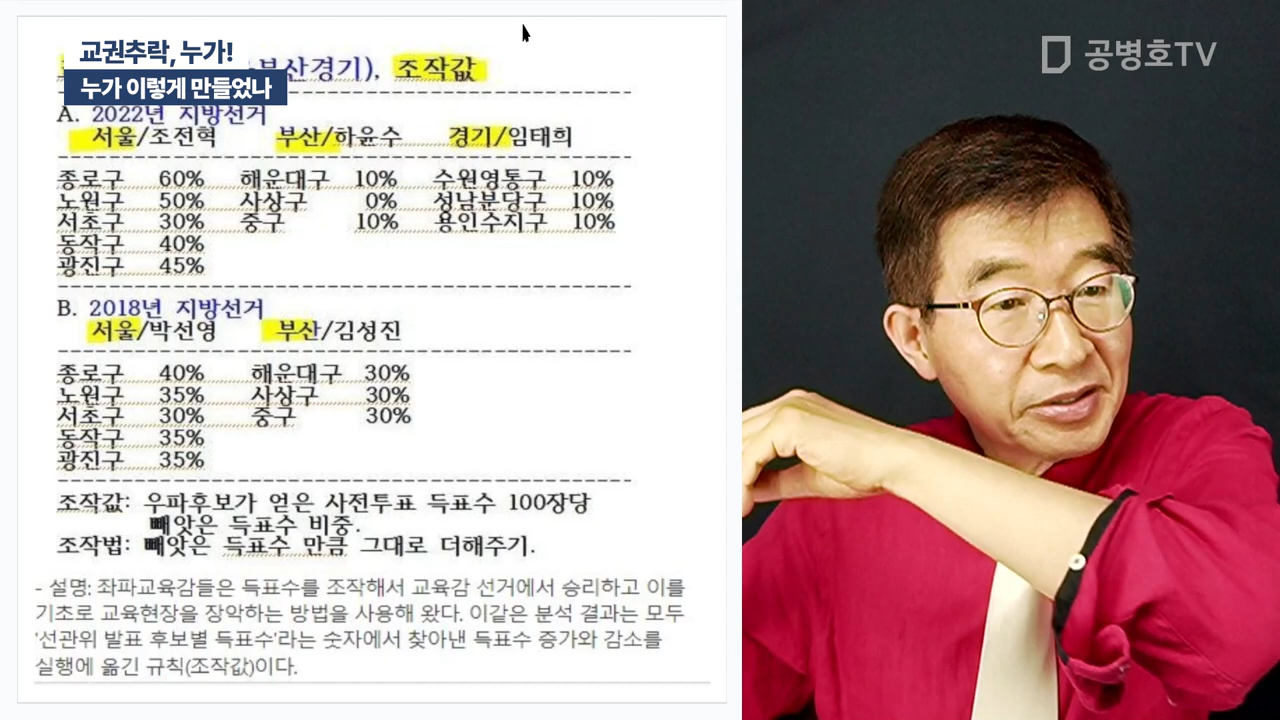 교권추락, 누가!
누가 이렇게 만들었나
부산경기), 조작값
A. 2022년 지방선거
서울/조전혁 부산/하윤수 경기/임태희
종로구 60% 해운대구 10% 수원영통구 10%
노원구 50% 사상구 0% 성남분당구 10%
서초구 30% 중구 10% 용인수지구 10%
동작구 40%
광진구 45%
B. 2018년 지방선거
서울/박선영 부산/김성진
종로구 40% 해운대구 30%
노원구 35% 사상구 30%
서초구 30% 중구 30%
동작구 35%
광진구 35%
조작값: 우파후보가 얻은 사전투표 득표수 100장당
빼앗은 득표수 비중.
조작법: 빼앗은 득표수 만큼 그대로 더해주기.
- 설명: 좌파교육감들은 득표수를 조작해서 교육감 선거에서 승리하고 이를
기초로 교육현장을 장악하는 방법을 사용해 왔다. 이같은 분석 결과는 모두
'선관위 발표 후보별 득표수'라는 숫자에서 찾아낸 득표수 증가와 감소를
실행에 옮긴 규칙(조작값)이다.
공병호TV